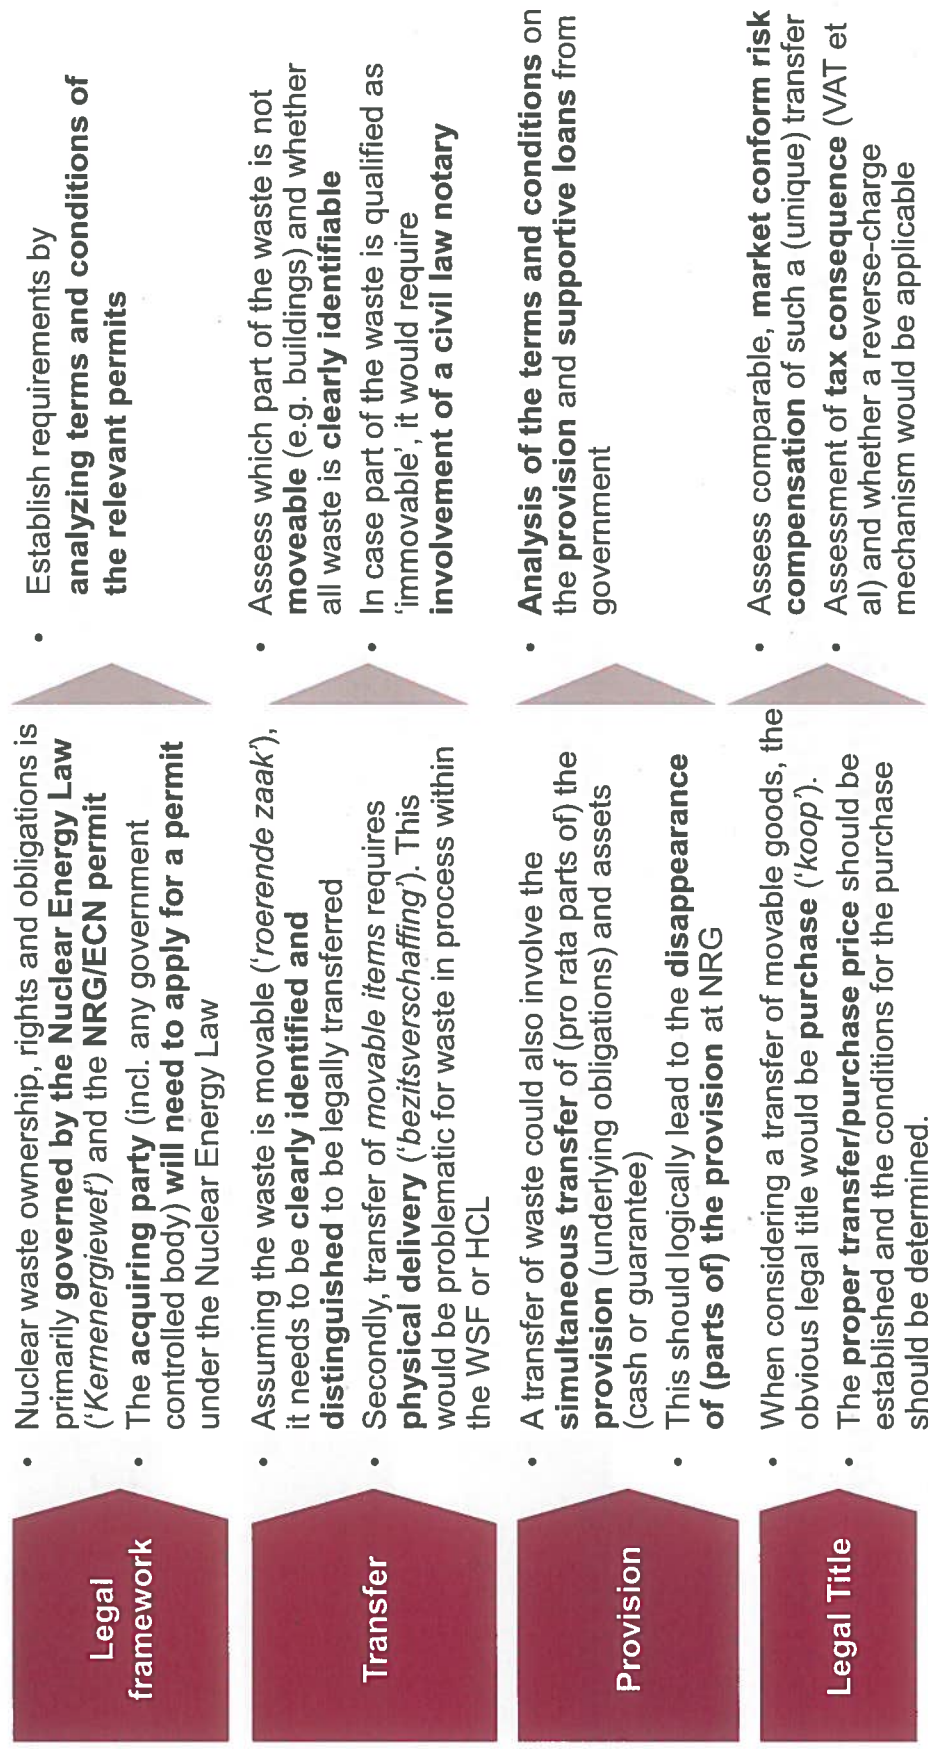 Legal
framework
• Nuclear waste ownership, rights and obligations is
primarily governed by the Nuclear Energy Law
('Kernenergiewet') and the NRG/ECN permit
• The acquiring party (incl. any government
controlled body) will need to apply for a permit
under the Nuclear Energy Law
• Establish requirements by
analyzing terms and conditions of
the relevant permits
Transfer
• Assuming the waste is movable ('roerende zaak'),
it needs to be clearly identified and
distinguished to be legally transferred
• Secondly, transfer of movable items requires
physical delivery ('bezitsverschaffing'). This
would be problematic for waste in process within
the WSF or HCL
• Assess which part of the waste is not
moveable (e.g. buildings) and whether
all waste is clearly identifiable
• In case part of the waste is qualified as
'immovable', it would require
involvement of a civil law notary
Provision
• A transfer of waste could also involve the
simultaneous transfer of (pro rata parts of) the
provision (underlying obligations) and assets
(cash or guarantee)
• This should logically lead to the disappearance
of (parts of) the provision at NRG
• Analysis of the terms and conditions on
the provision and supportive loans from
government
Legal Title
• When considering a transfer of movable goods, the
obvious legal title would be purchase ('koop').
• The proper transfer/purchase price should be
established and the conditions for the purchase
should be determined.
• Assess comparable, market conform risk
compensation of such a (unique) transfer
• Assessment of tax consequence (VAT et
al) and whether a reverse-charge
mechanism would be applicable